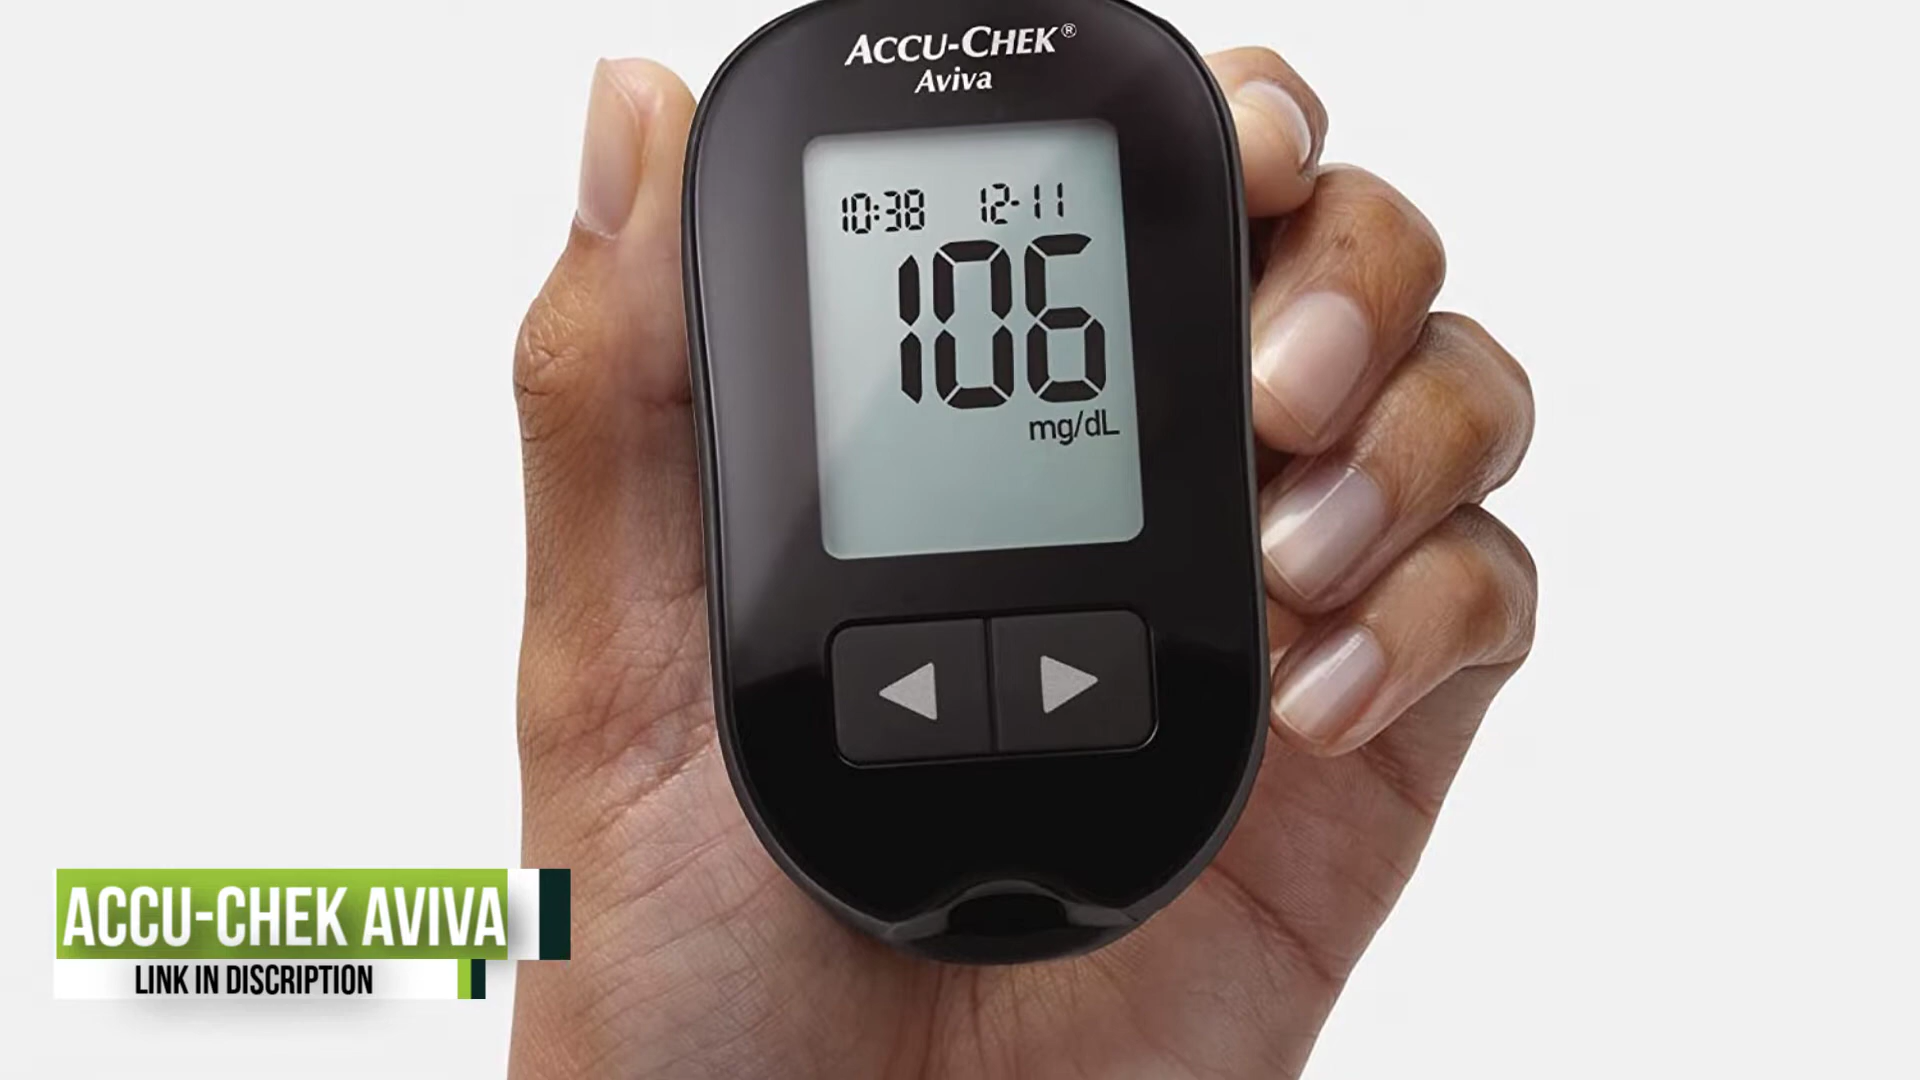 ACCU-CHEK®
Aviva
10:38 12-11
106
mg/dL
ACCU-CHEK AVIVA
LINK IN DISCRIPTION